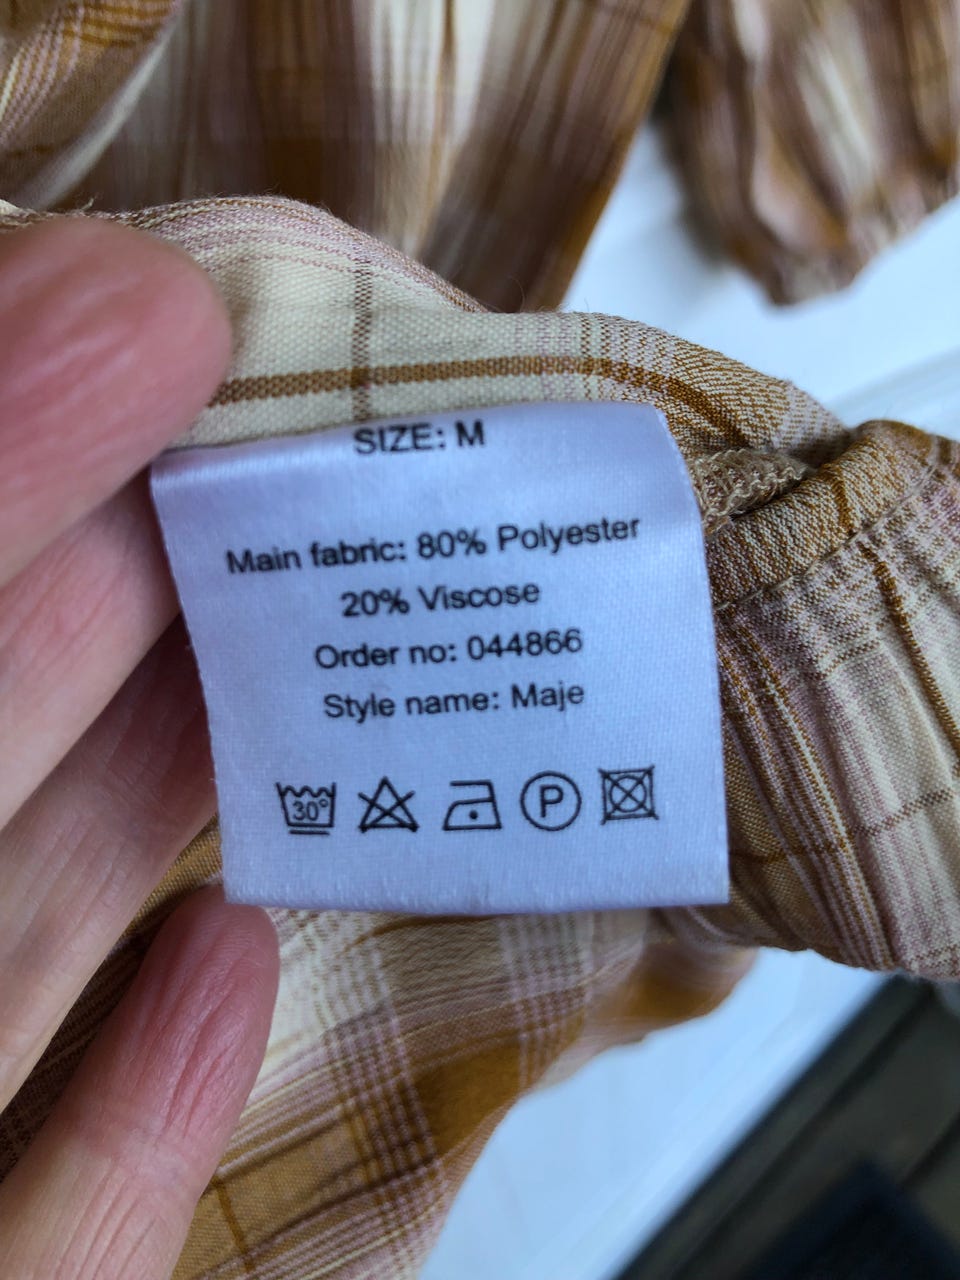 SIZE: M
Main fabric: 80% Polyester
20% Viscose
Order no: 044866
Style name: Maje
30° P